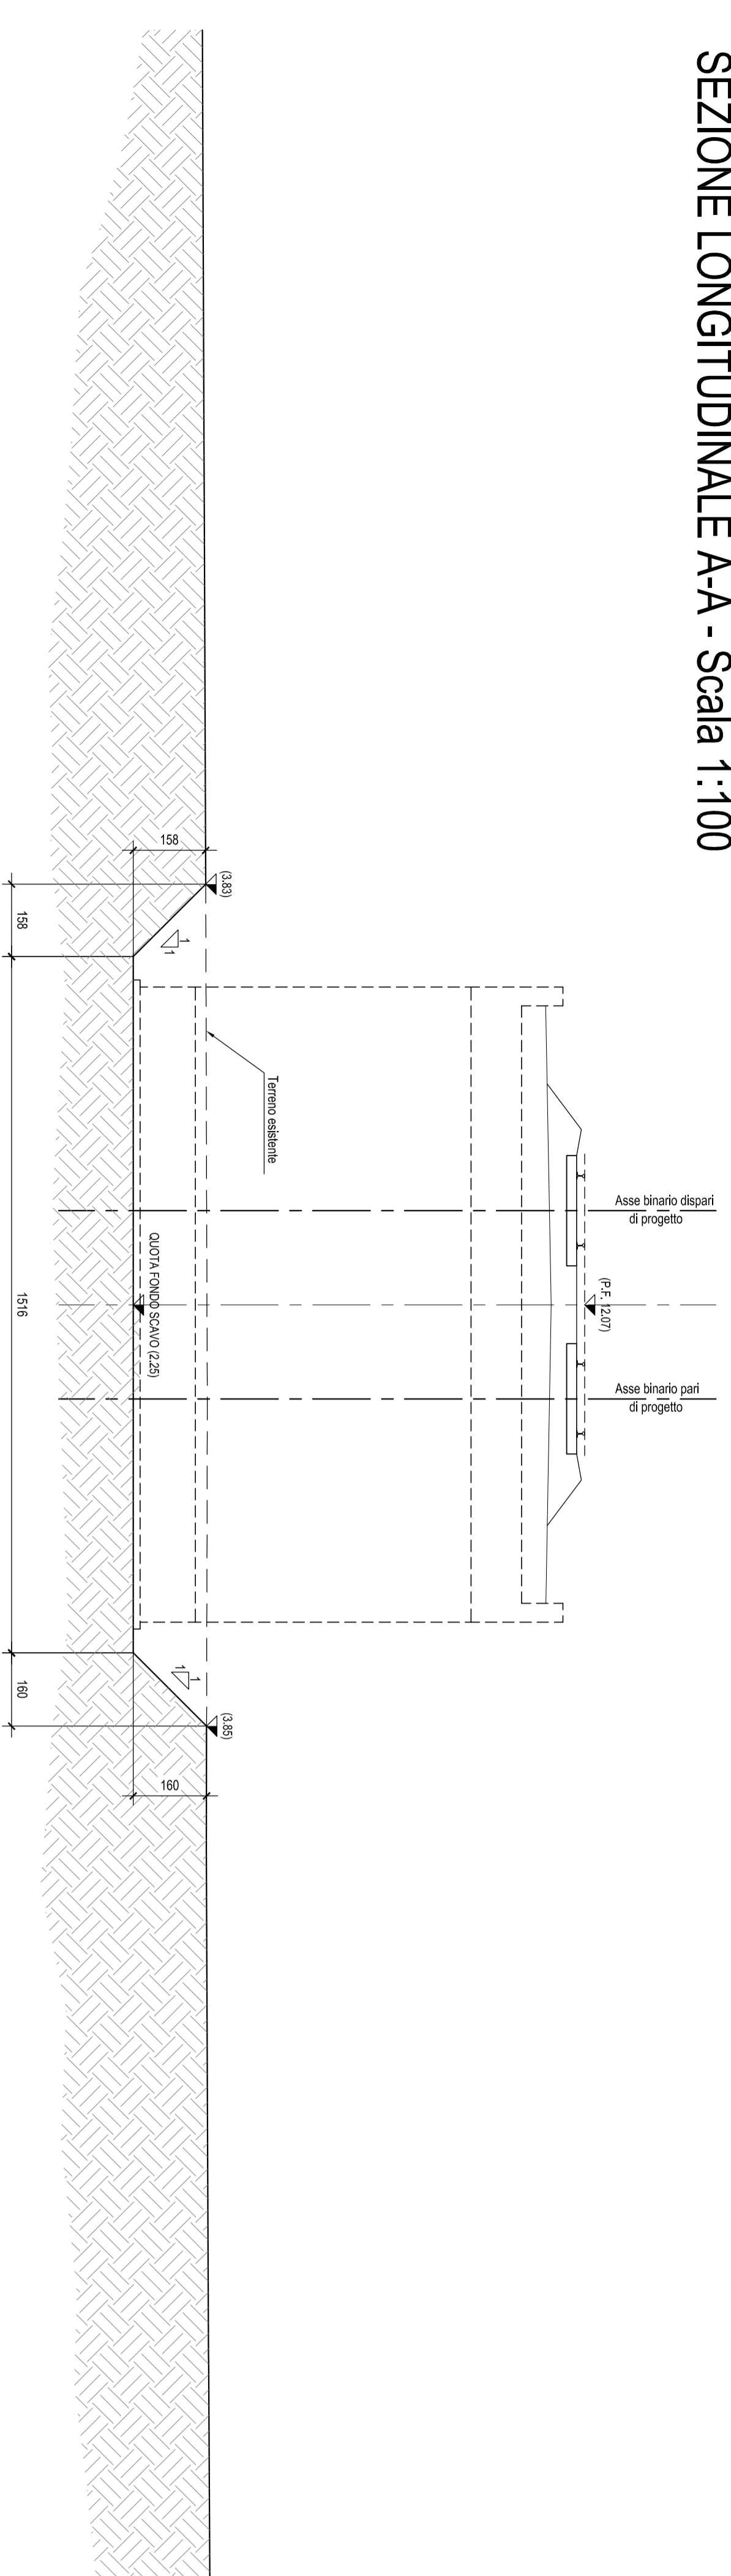 SEZIONE LONGITUDINALE A-A - Scala 1:100
Asse binario dispari
di progetto
(P.F. 12.07)
Asse binario pari
di progetto
Terreno esistente
(3.83)
(3.85)
1
1
1
1
158
160
QUOTA FONDO SCAVO (2.25)
158
1516
160